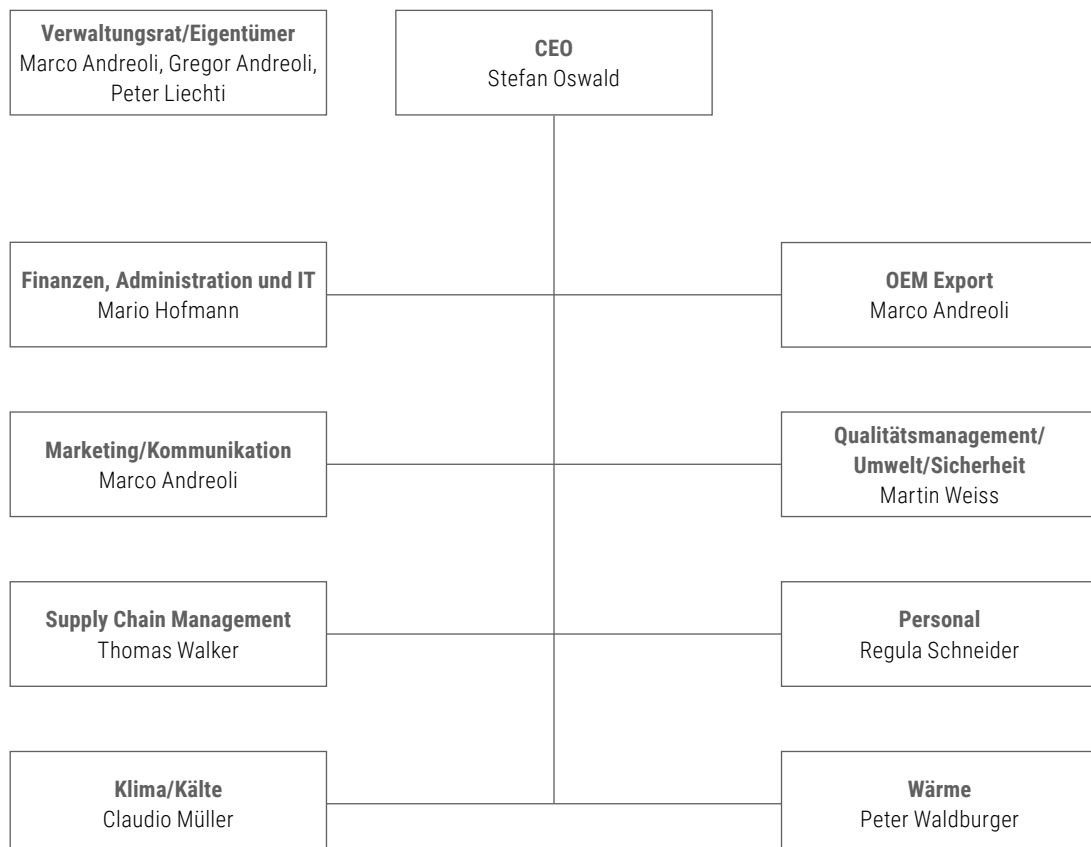 Verwaltungsrat/Eigentümer
Marco Andreoli, Gregor Andreoli,
Peter Liechti
CEO
Stefan Oswald
Finanzen, Administration und IT
Mario Hofmann
OEM Export
Marco Andreoli
Marketing/Kommunikation
Marco Andreoli
Qualitätsmanagement/
Umwelt/Sicherheit
Martin Weiss
Supply Chain Management
Thomas Walker
Personal
Regula Schneider
Klima/Kälte
Claudio Müller
Wärme
Peter Waldburger